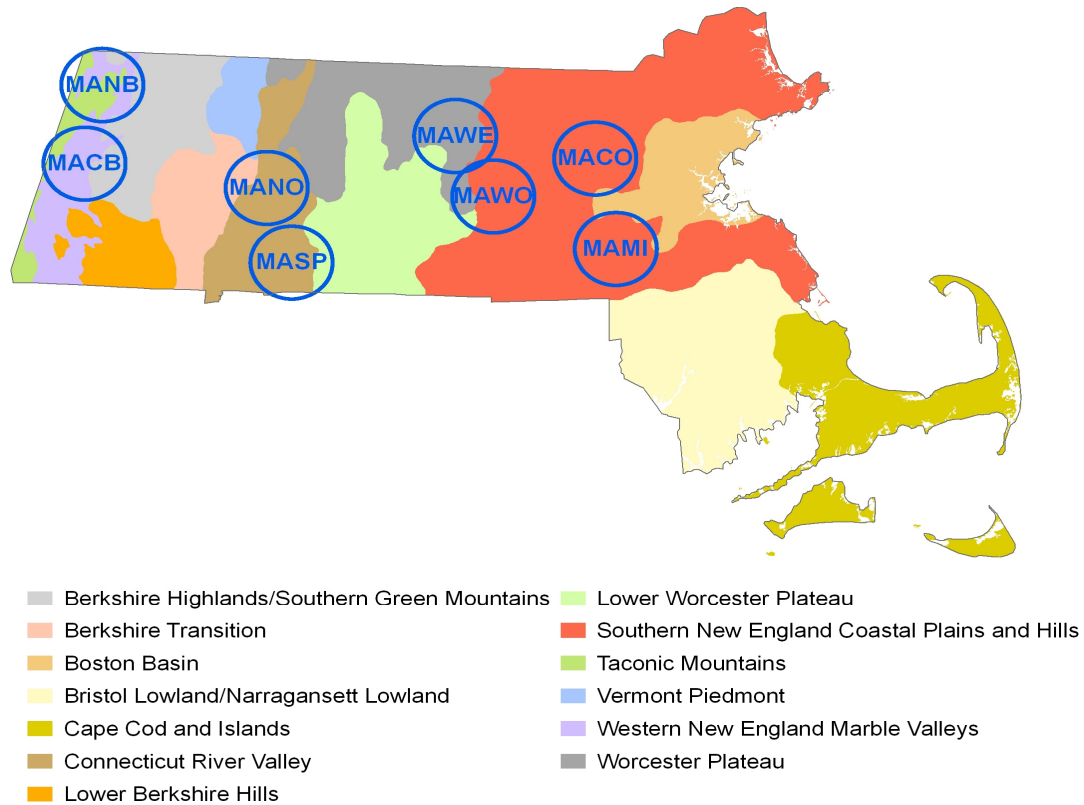 MANB
MAWE
MACB
MACO
MANO
MAWO
MAMI
MASP
Berkshire Highlands/Southern Green Mountains
Berkshire Transition
Boston Basin
Bristol Lowland/Narragansett Lowland
Cape Cod and Islands
Connecticut River Valley
Lower Berkshire Hills
Lower Worcester Plateau
Southern New England Coastal Plains and Hills
Taconic Mountains
Vermont Piedmont
Western New England Marble Valleys
Worcester Plateau